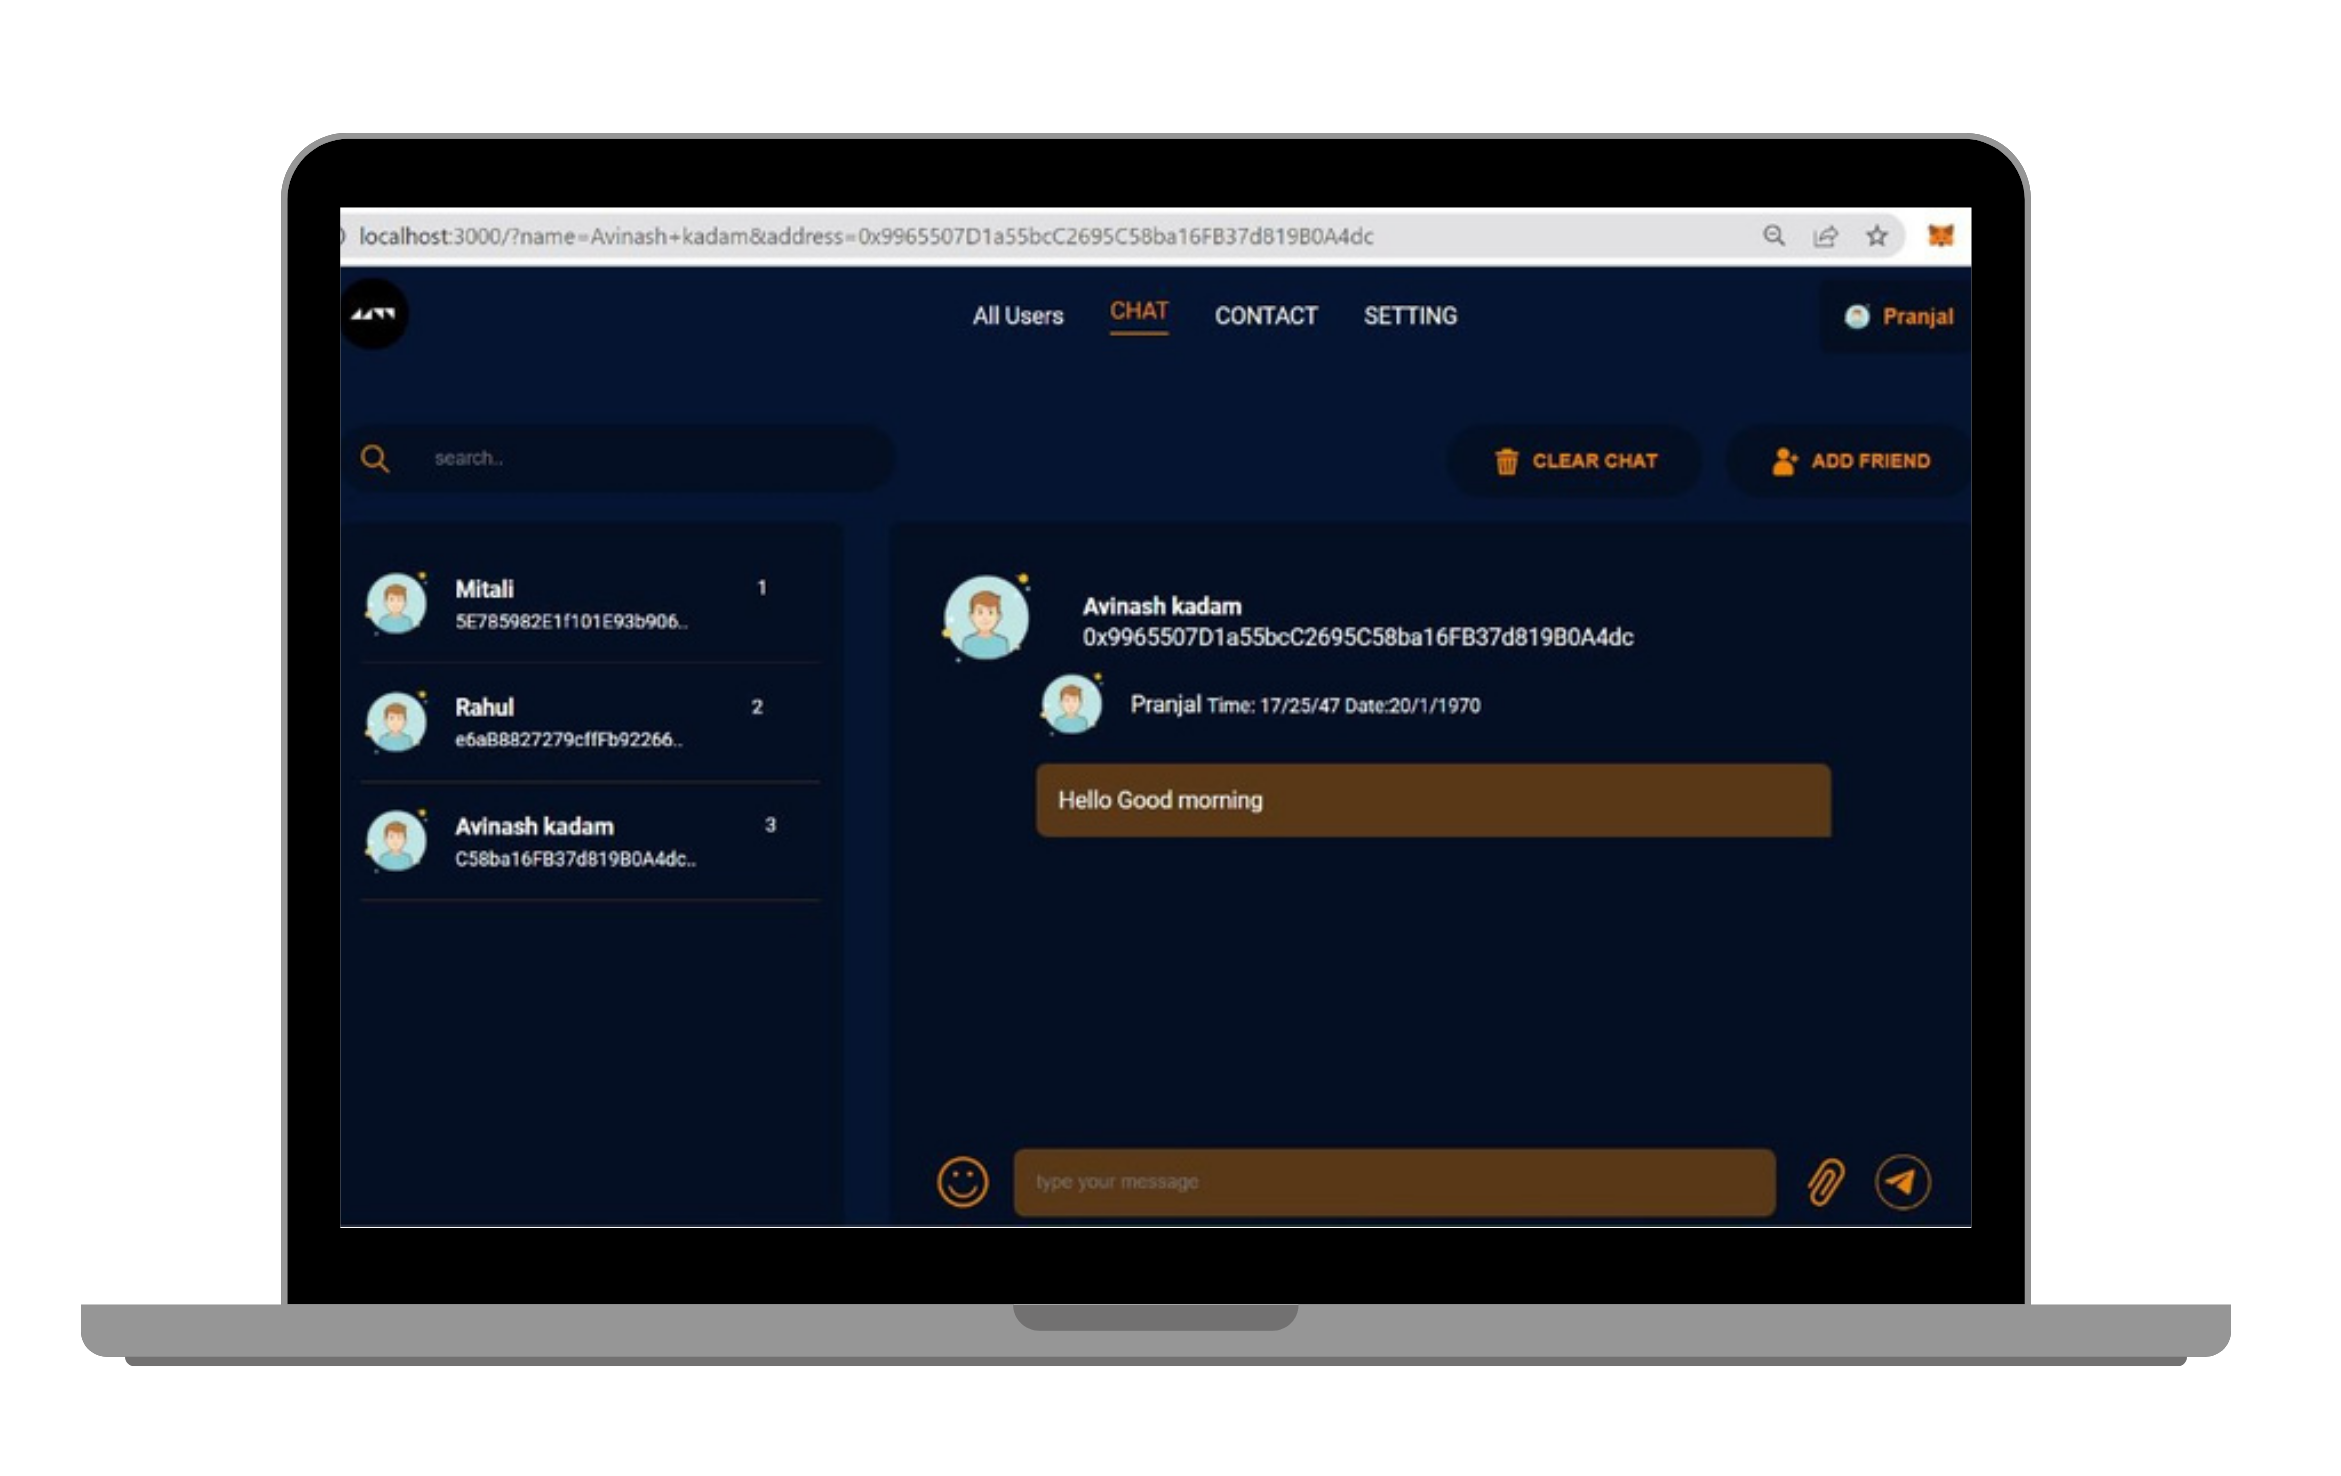 localhost:3000/?name=Avinash+kadam&address=0x9965507D1a55bcC2695C58ba16FB37d819B0A4dc
All Users CHAT CONTACT SETTING
Pranjal
search..
CLEAR CHAT
ADD FRIEND
Mitali 1
5E785982E1f101E93b906..
Rahul 2
e6aB8827279cffFb92266..
Avinash kadam 3
C58ba16FB37d819B0A4dc..
Avinash kadam
0x9965507D1a55bcC2695C58ba16FB37d819B0A4dc
Pranjal Time: 17/25/47 Date:20/1/1970
Hello Good morning
type your message